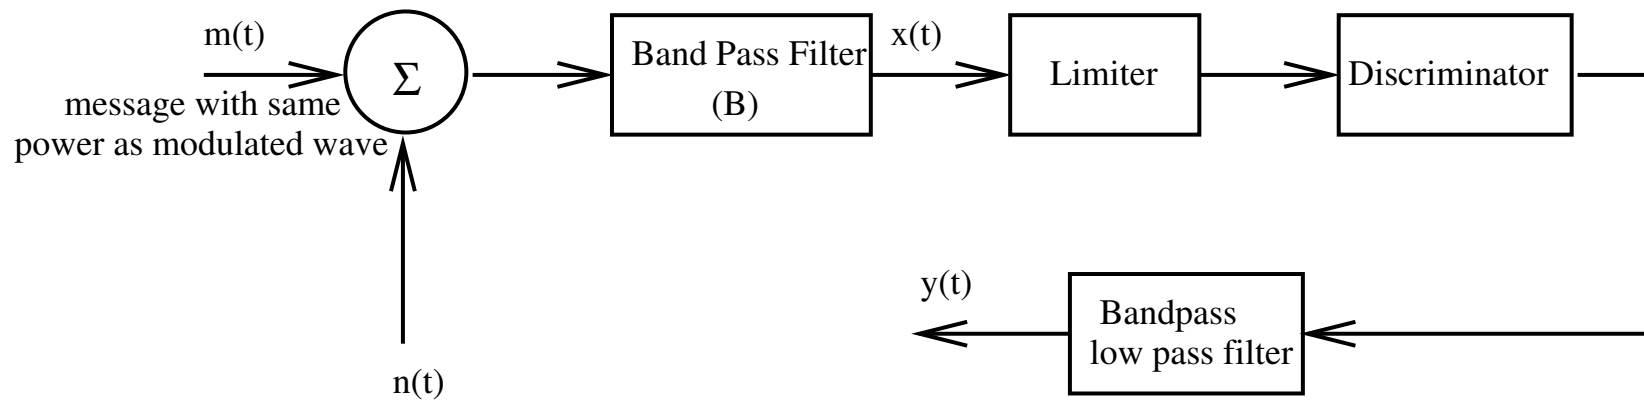 m(t)
message with same
power as modulated wave
Σ
n(t)
Band Pass Filter
(B)
x(t)
Limiter
Discriminator
Bandpass
low pass filter
y(t)